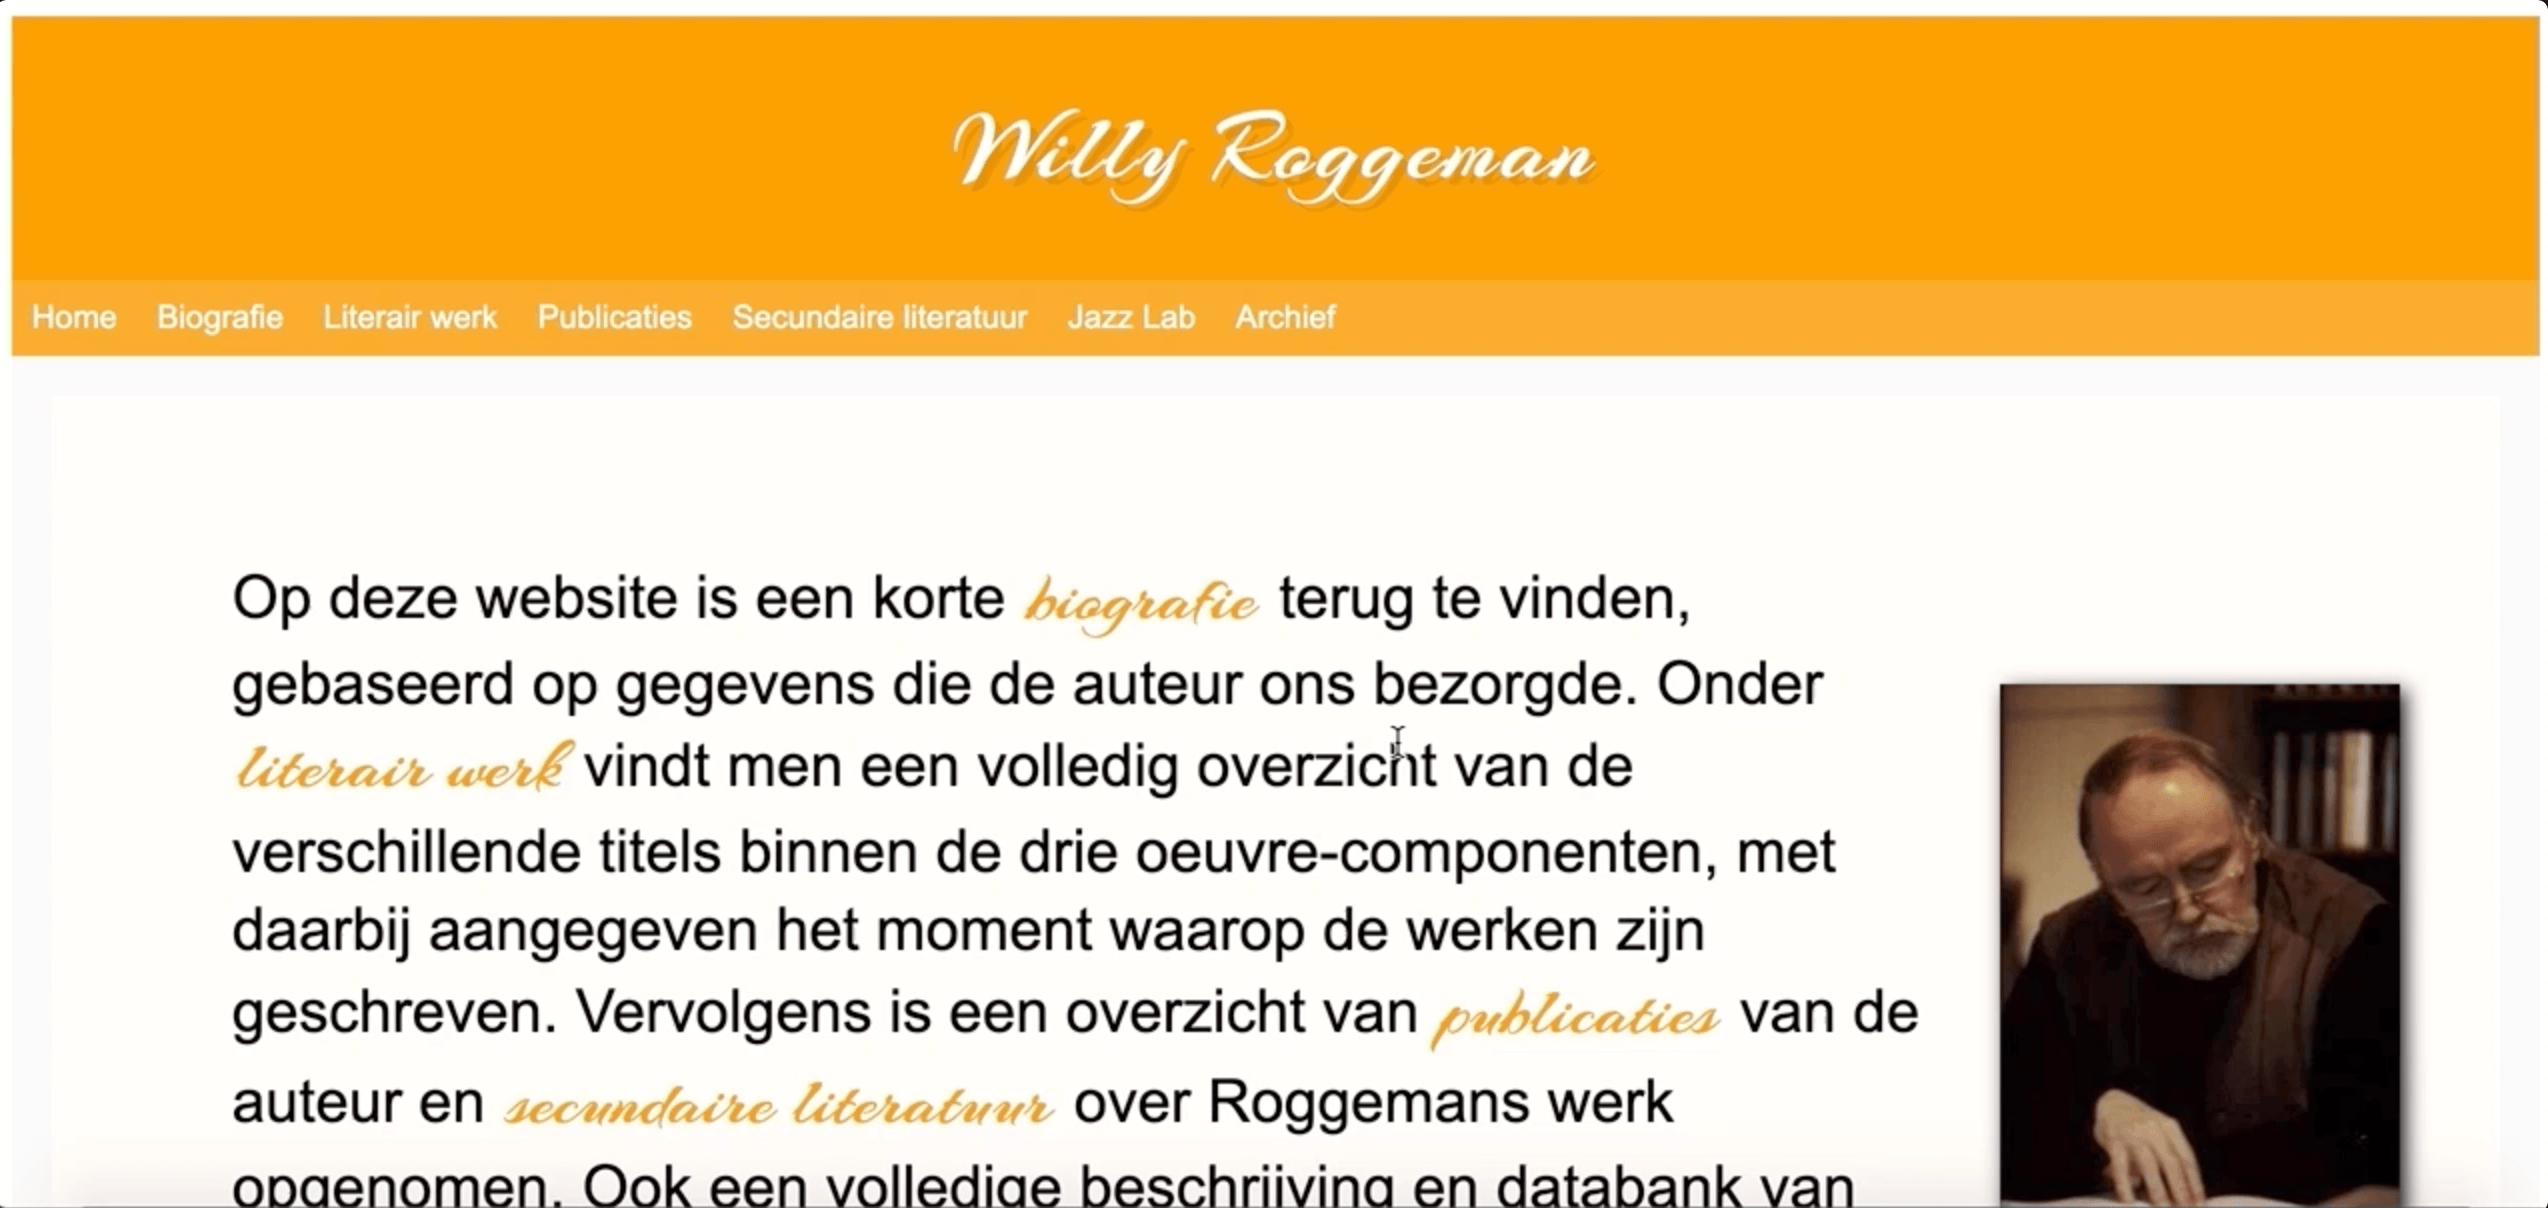 Willy Roggeman
Home Biografie Literair werk Publicaties Secundaire literatuur Jazz Lab Archief
Op deze website is een korte biografie terug te vinden,
gebaseerd op gegevens die de auteur ons bezorgde. Onder
literair werk vindt men een volledig overzicht van de
verschillende titels binnen de drie oeuvre-componenten, met
daarbij aangegeven het moment waarop de werken zijn
geschreven. Vervolgens is een overzicht van publicaties van de
auteur en secundaire literatuur over Roggemans werk
opgenomen. Ook een volledige beschrijving en databank van